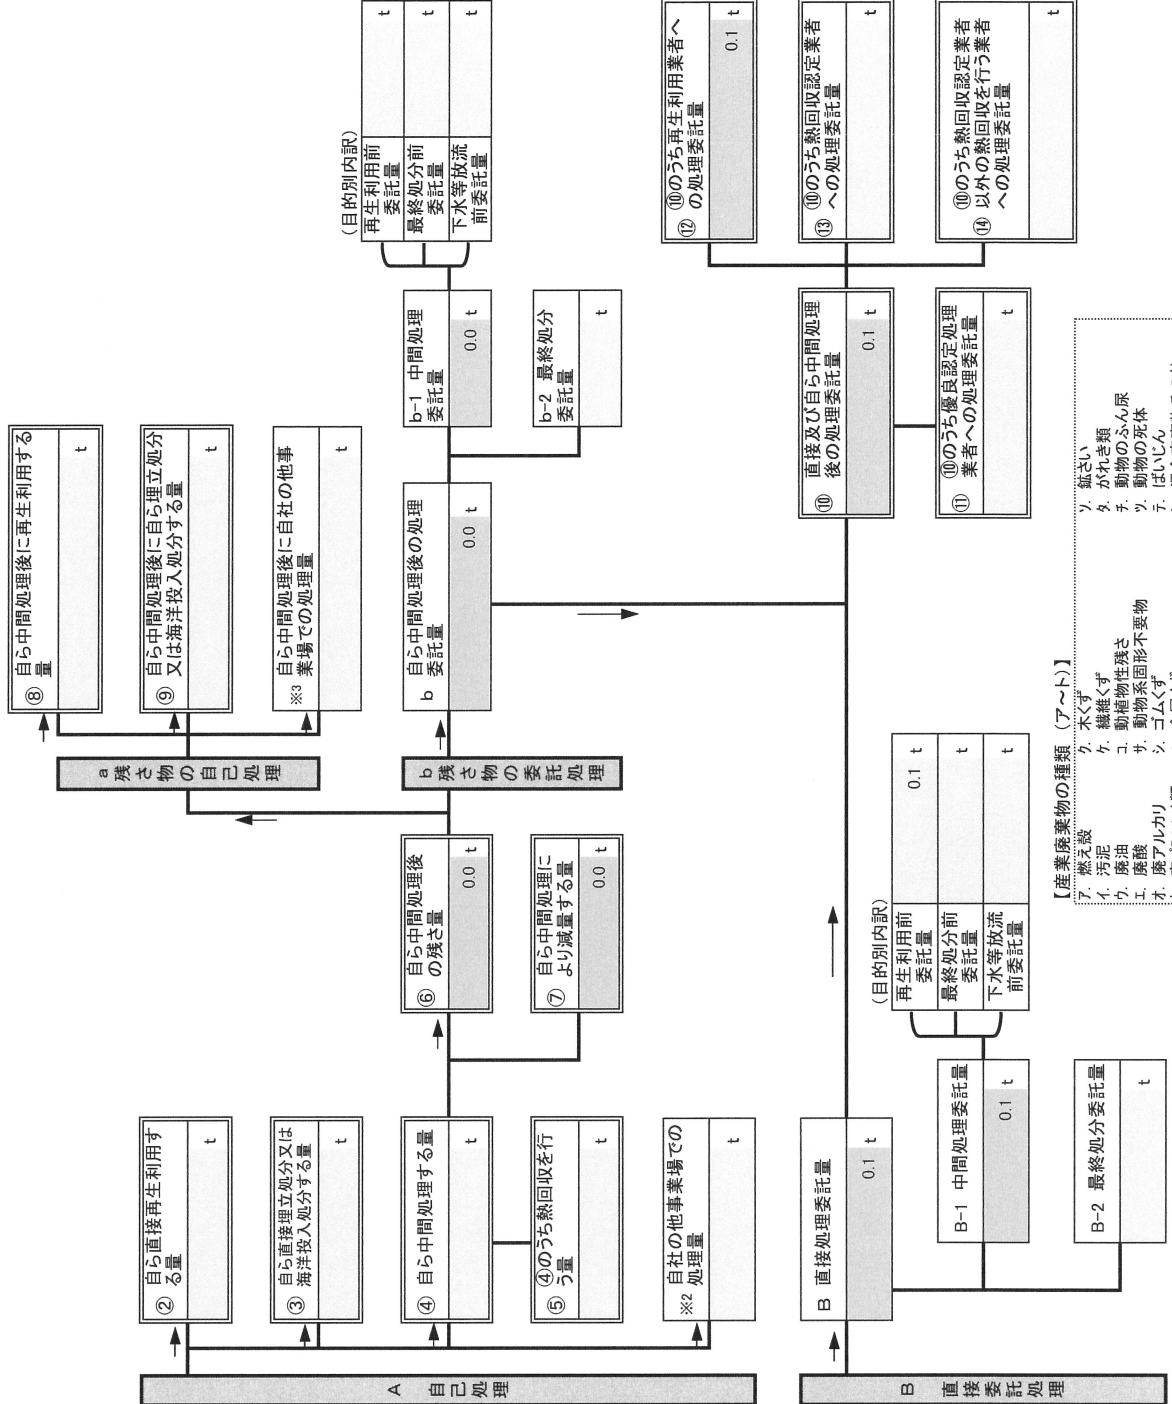 A 自己処理
② 自ら直接再生利用す
る量
t
③ 自ら直接埋立処分又は
海洋投入処分する量
t
④ 自ら中間処理する量
t
⑤ ④のうち熱回収を行
う量
t
※2 自社の他事業場での
処理量
t
⑥ 自ら中間処理後
の残さ量
0.0 t
⑦ 自ら中間処理に
より減量する量
0.0 t
a 残さ物の自己処理
⑧ 自ら中間処理後に再生利用する
量
t
⑨ 自ら中間処理後に自ら埋立処分
又は海洋投入処分する量
t
※3 自ら中間処理後に自社の他事
業場での処理量
t
b 残さ物の委託処理
b 自ら中間処理後の処理
委託量
0.0 t
b-1 中間処理
委託量
0.0 t
b-2 最終処分
委託量
t
(目的別内訳)
再生利用前
委託量
t
最終処分前
委託量
t
下水等放流
前委託量
t
B 直接委託処理
B 直接処理委託量
0.1 t
B-1 中間処理委託量
0.1 t
B-2 最終処分委託量
t
(目的別内訳)
再生利用前
委託量
0.1 t
最終処分前
委託量
t
下水等放流
前委託量
t
⑩ 直接及び自ら中間処理
後の処理委託量
0.1 t
⑪ ⑩のうち優良認定処理
業者への処理委託量
t
⑫ ⑩のうち再生利用業者へ
の処理委託量
0.1 t
⑬ ⑩のうち熱回収認定業者
への処理委託量
t
⑭ ⑩のうち熱回収認定業者
以外の熱回収を行う業者
への処理委託量
t
【産業廃棄物の種類 (ア～ト)】
ア. 燃え殻
イ. 汚泥
ウ. 廃油
エ. 廃酸
オ. 廃アルカリ
ク. 木くず
ケ. 繊維くず
コ. 動植物性残さ
サ. 動物系固形不要物
シ. ゴムくず
ソ. 鉱さい
タ. がれき類
チ. 動物のふん尿
ツ. 動物の死体
テ. ばいじん